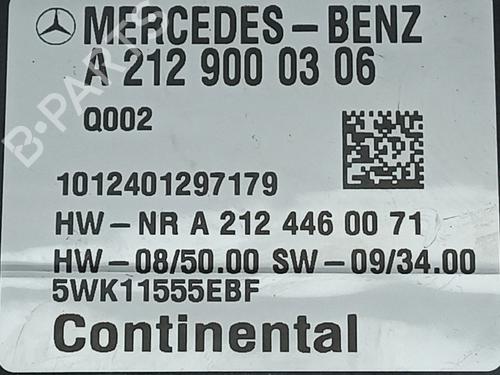 MERCEDES-BENZ
A 212 900 03 06
Q002
1012401297179
HW-NR A 212 446 00 71
HW-08/50.00 SW-09/34.00
5WK11555EBF
Continental
B-PARTS